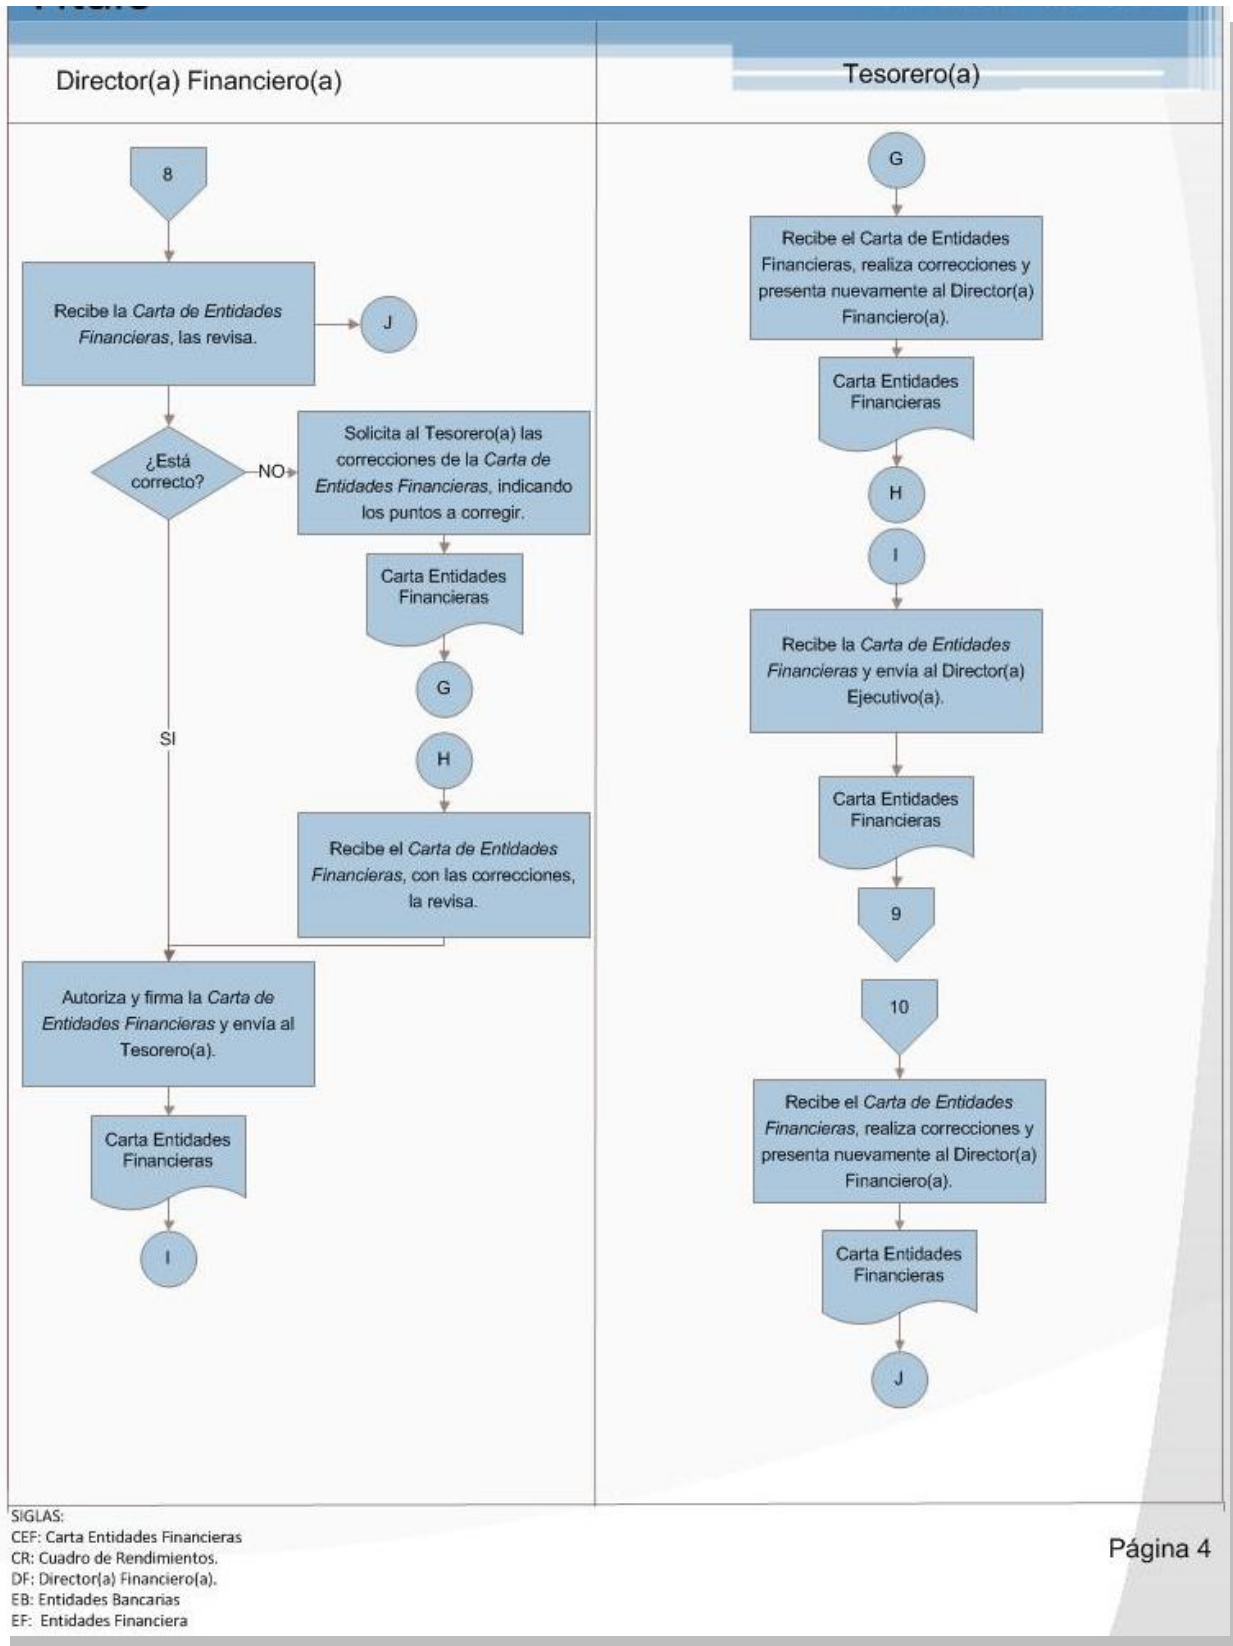 Director(a) Financiero(a)
Tesorero(a)
8
Recibe la Carta de Entidades
Financieras, las revisa.
J
¿Está
correcto?
NO
Solicita al Tesorero(a) las
correcciones de la Carta de
Entidades Financieras, indicando
los puntos a corregir.
Carta Entidades
Financieras
G
SI
H
Recibe el Carta de Entidades
Financieras, con las correcciones,
la revisa.
Autoriza y firma la Carta de
Entidades Financieras y envía al
Tesorero(a).
Carta Entidades
Financieras
I
G
Recibe el Carta de Entidades
Financieras, realiza correcciones y
presenta nuevamente al Director(a)
Financiero(a).
Carta Entidades
Financieras
H
I
Recibe la Carta de Entidades
Financieras y envía al Director(a)
Ejecutivo(a).
Carta Entidades
Financieras
9
10
Recibe el Carta de Entidades
Financieras, realiza correcciones y
presenta nuevamente al Director(a)
Financiero(a).
Carta Entidades
Financieras
J
SIGLAS:
CEF: Carta Entidades Financieras
CR: Cuadro de Rendimientos.
DF: Director(a) Financiero(a).
EB: Entidades Bancarias
EF: Entidades Financiera
Página 4